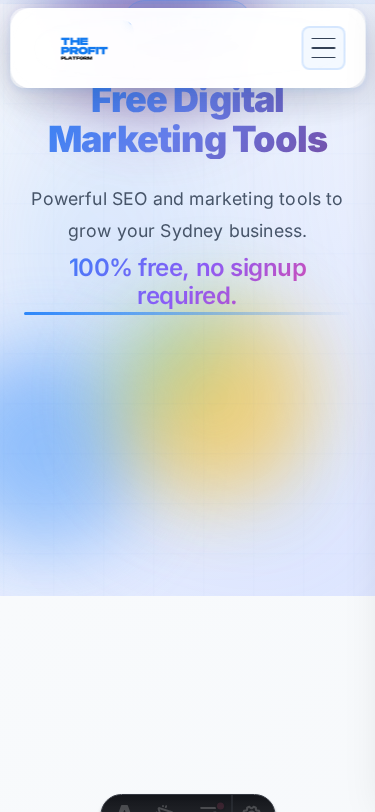 THE
PROFIT
PLATFORM
Free Digital
Marketing Tools
Powerful SEO and marketing tools to
grow your Sydney business.
100% free, no signup
required.